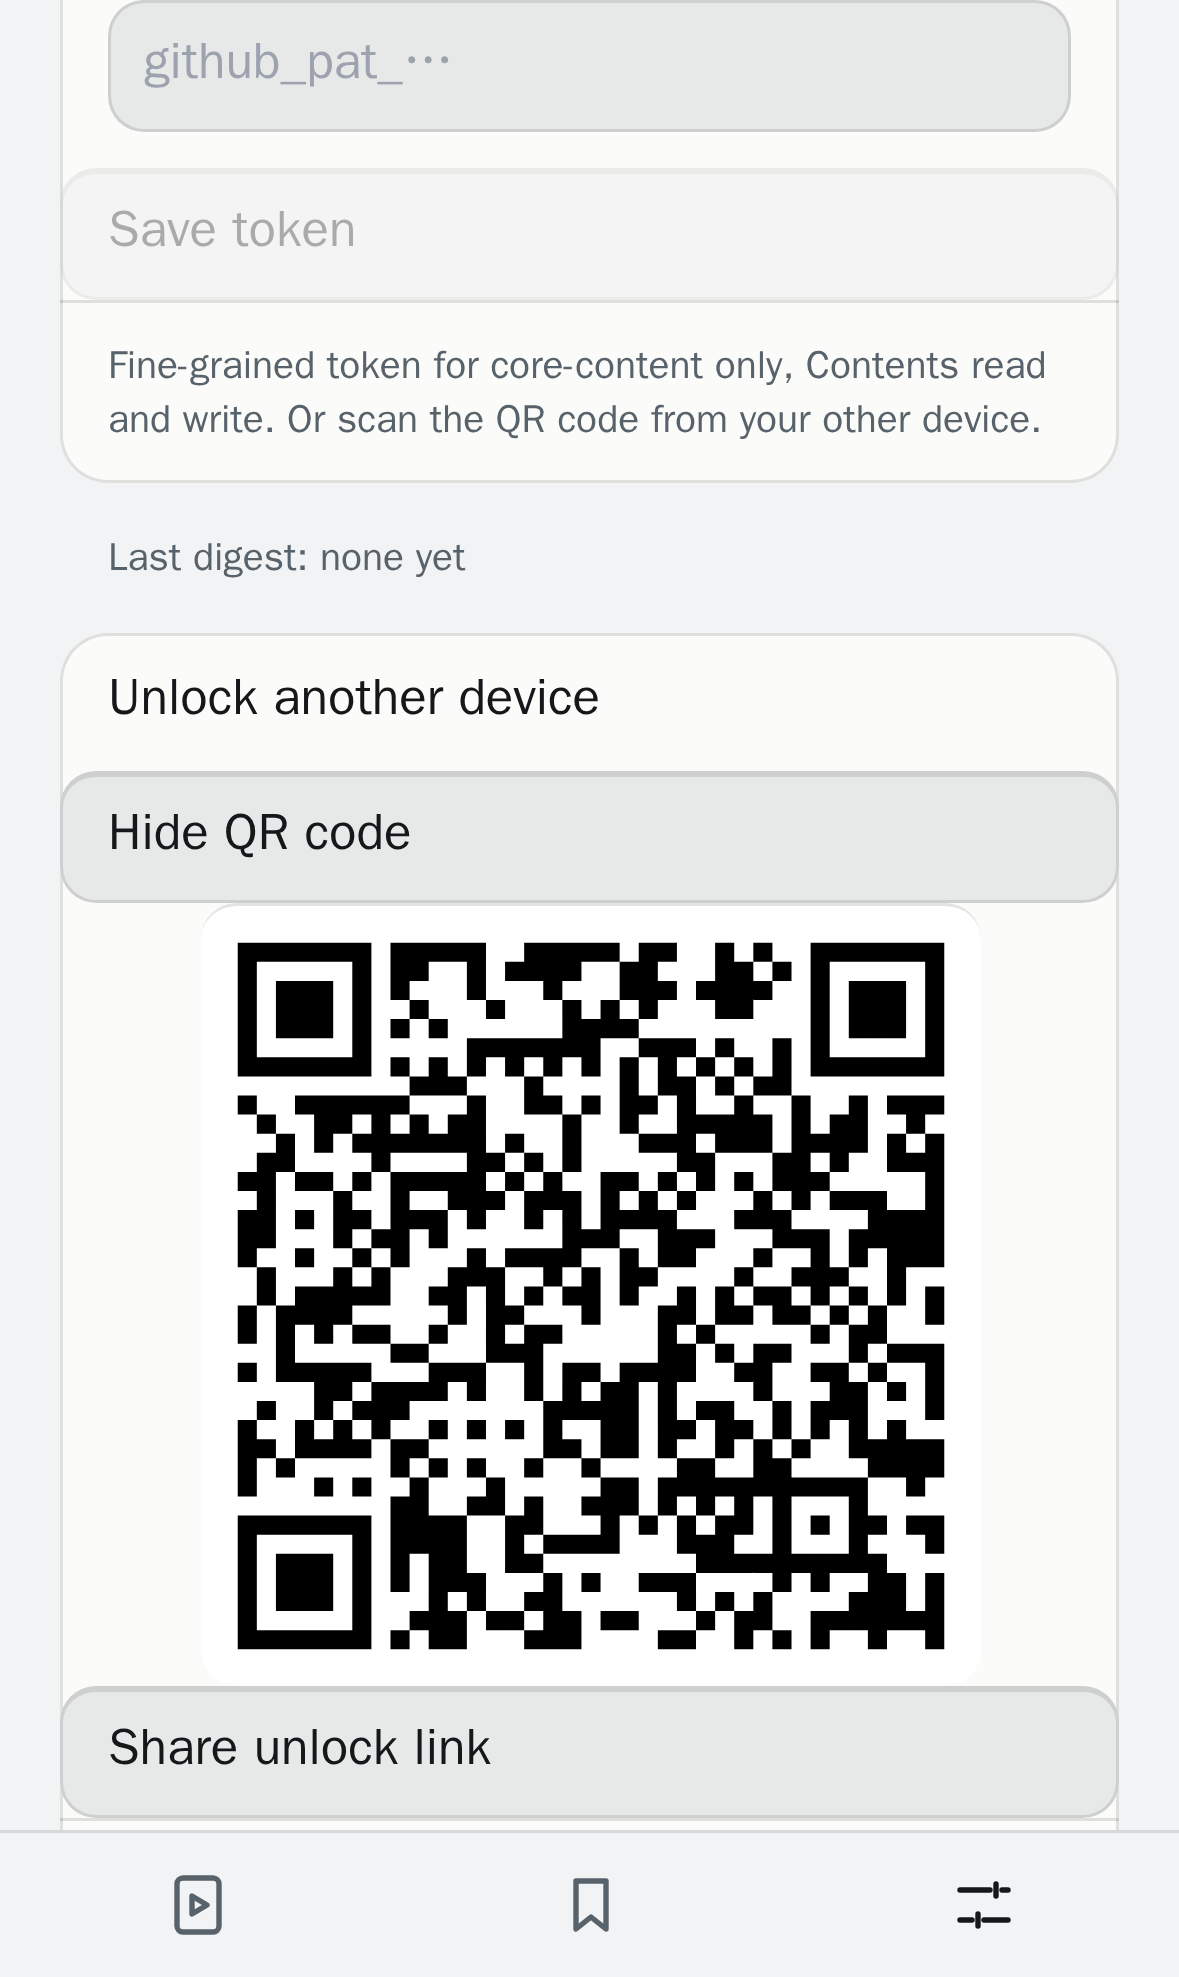 github_pat_···
Save token
Fine-grained token for core-content only, Contents read
and write. Or scan the QR code from your other device.
Last digest: none yet
Unlock another device
Hide QR code
Share unlock link